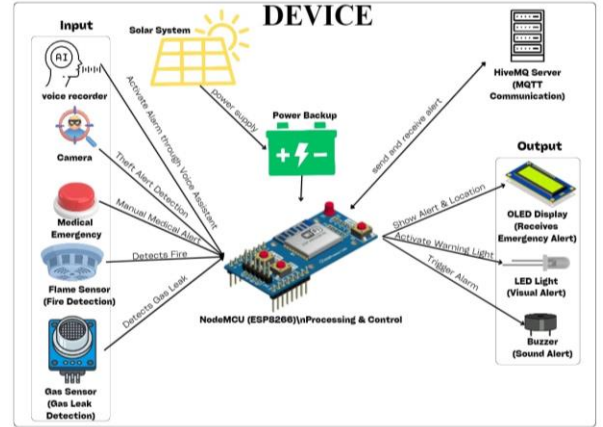 DEVICE
Input
AI
voice recorder
Camera
Medical
Emergency
Flame Sensor
(Fire Detection)
Gas Sensor
(Gas Leak
Detection)
Solar System
power supply
Power Backup
Activate Alarm through Voice Assistant
Theft Alert Detection
Manual Medical Alert
Detects Fire
Detects Gas Leak
NodeMCU (ESP8266)\nProcessing & Control
send and receive alert
HiveMQ Server
(MQTT
Communication)
Output
Show Alert & Location
Activate Warning Light
Trigger Alarm
OLED Display
(Receives
Emergency Alert)
LED Light
(Visual Alert)
Buzzer
(Sound Alert)